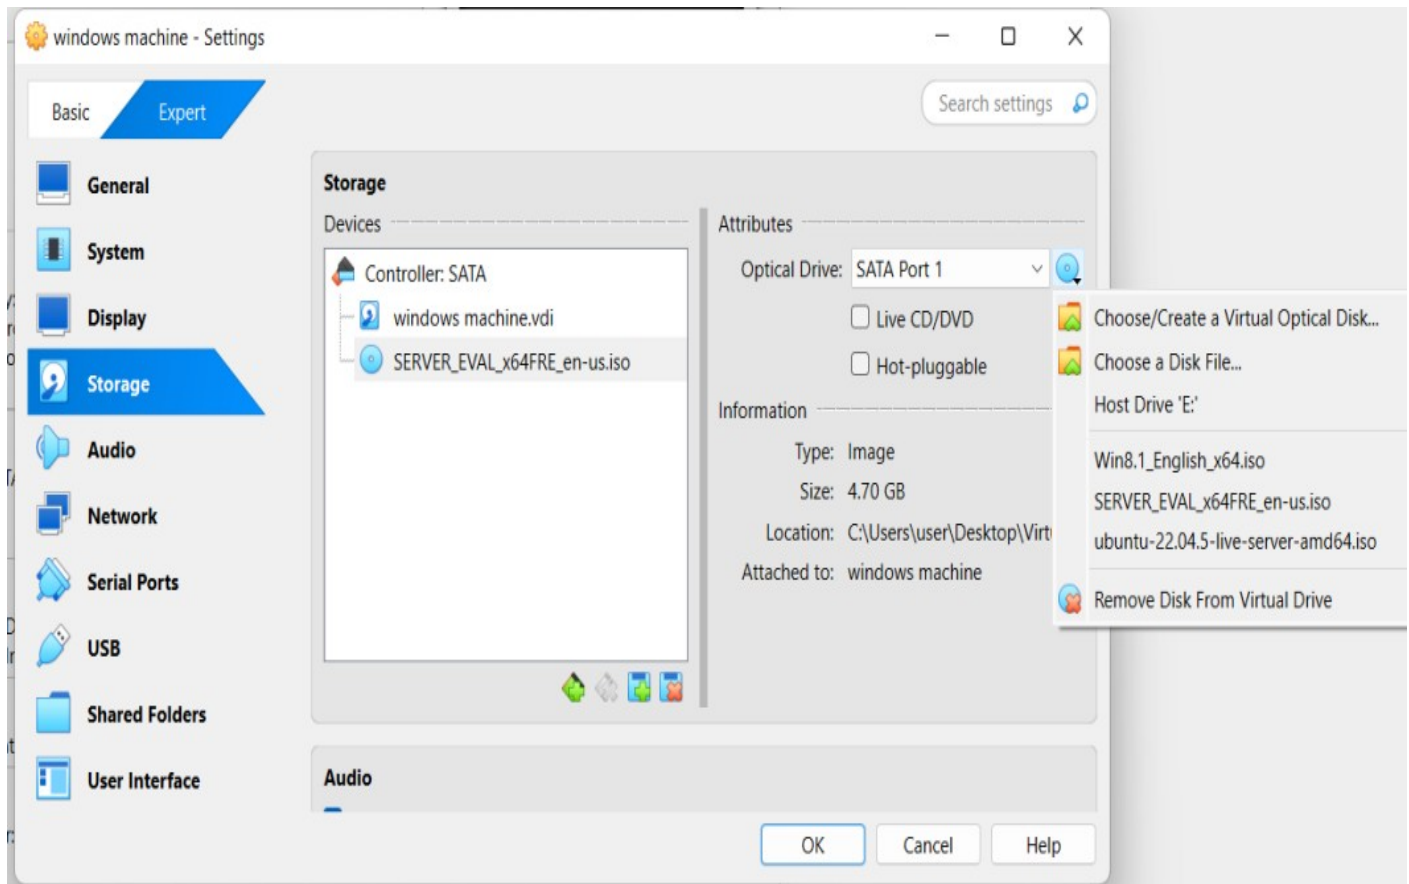 windows machine - Settings
Basic
Expert
Search settings
General
System
Display
Storage
Audio
Network
Serial Ports
USB
Shared Folders
User Interface
Storage
Devices
Controller: SATA
windows machine.vdi
SERVER_EVAL_x64FRE_en-us.iso
Attributes
Optical Drive: SATA Port 1
Live CD/DVD
Hot-pluggable
Information
Type: Image
Size: 4.70 GB
Location: C:\Users\user\Desktop\Virt
Attached to: windows machine
Choose/Create a Virtual Optical Disk...
Choose a Disk File...
Host Drive 'E:'
Win8.1_English_x64.iso
SERVER_EVAL_x64FRE_en-us.iso
ubuntu-22.04.5-live-server-amd64.iso
Remove Disk From Virtual Drive
Audio
OK
Cancel
Help